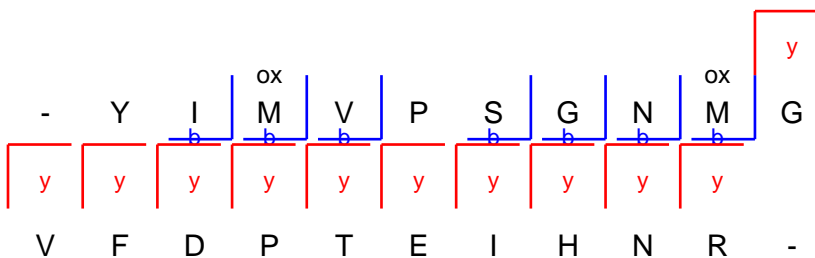 y
ox ox
- Y I M V P S G N M G
b b b b b b b
y y y y y y y y y y
V F D P T E I H N R -